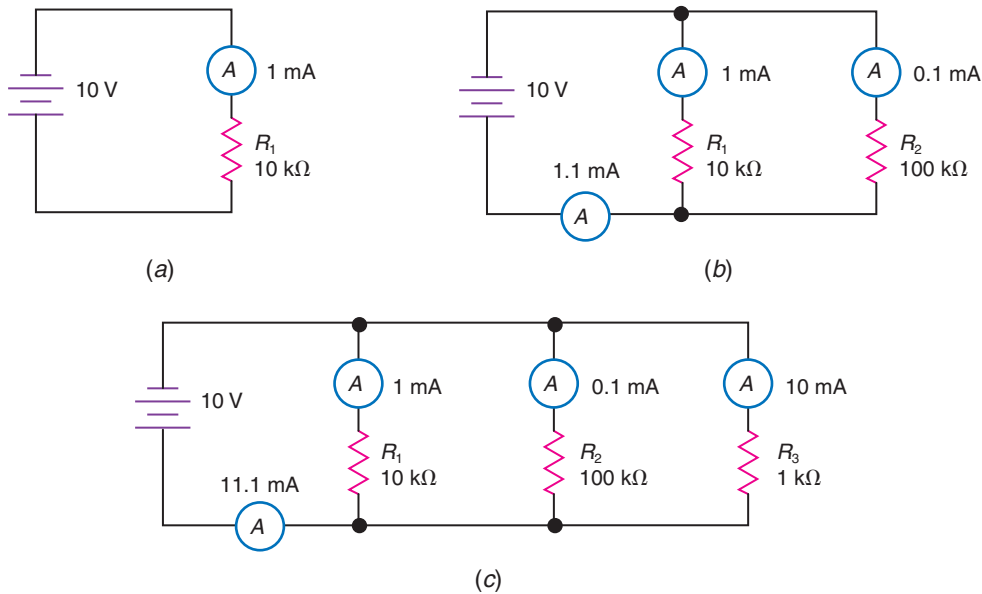 A
1 mA
10 V
R₁
10 kΩ
(a)
A
1 mA
A
0.1 mA
10 V
R₁
10 kΩ
R₂
100 kΩ
1.1 mA
A
(b)
A
1 mA
A
0.1 mA
A
10 mA
10 V
R₁
10 kΩ
R₂
100 kΩ
R₃
1 kΩ
11.1 mA
A
(c)